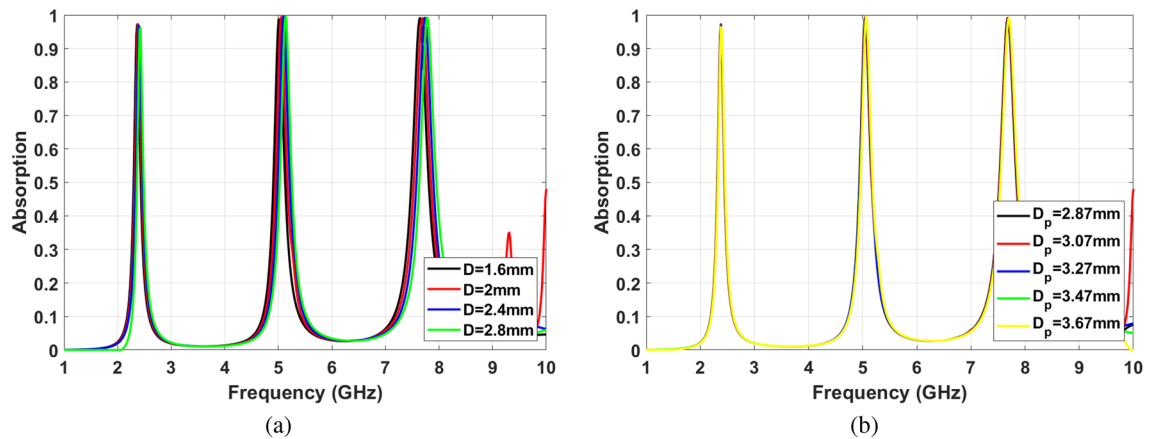 1
0.9
0.8
0.7
0.6
0.5
0.4
0.3
0.2
0.1
0
Absorption
1 2 3 4 5 6 7 8 9 10
Frequency (GHz)
D=1.6mm
D=2mm
D=2.4mm
D=2.8mm
(a)
1
0.9
0.8
0.7
0.6
0.5
0.4
0.3
0.2
0.1
0
Absorption
1 2 3 4 5 6 7 8 9 10
Frequency (GHz)
Dp=2.87mm
Dp=3.07mm
Dp=3.27mm
Dp=3.47mm
Dp=3.67mm
(b)